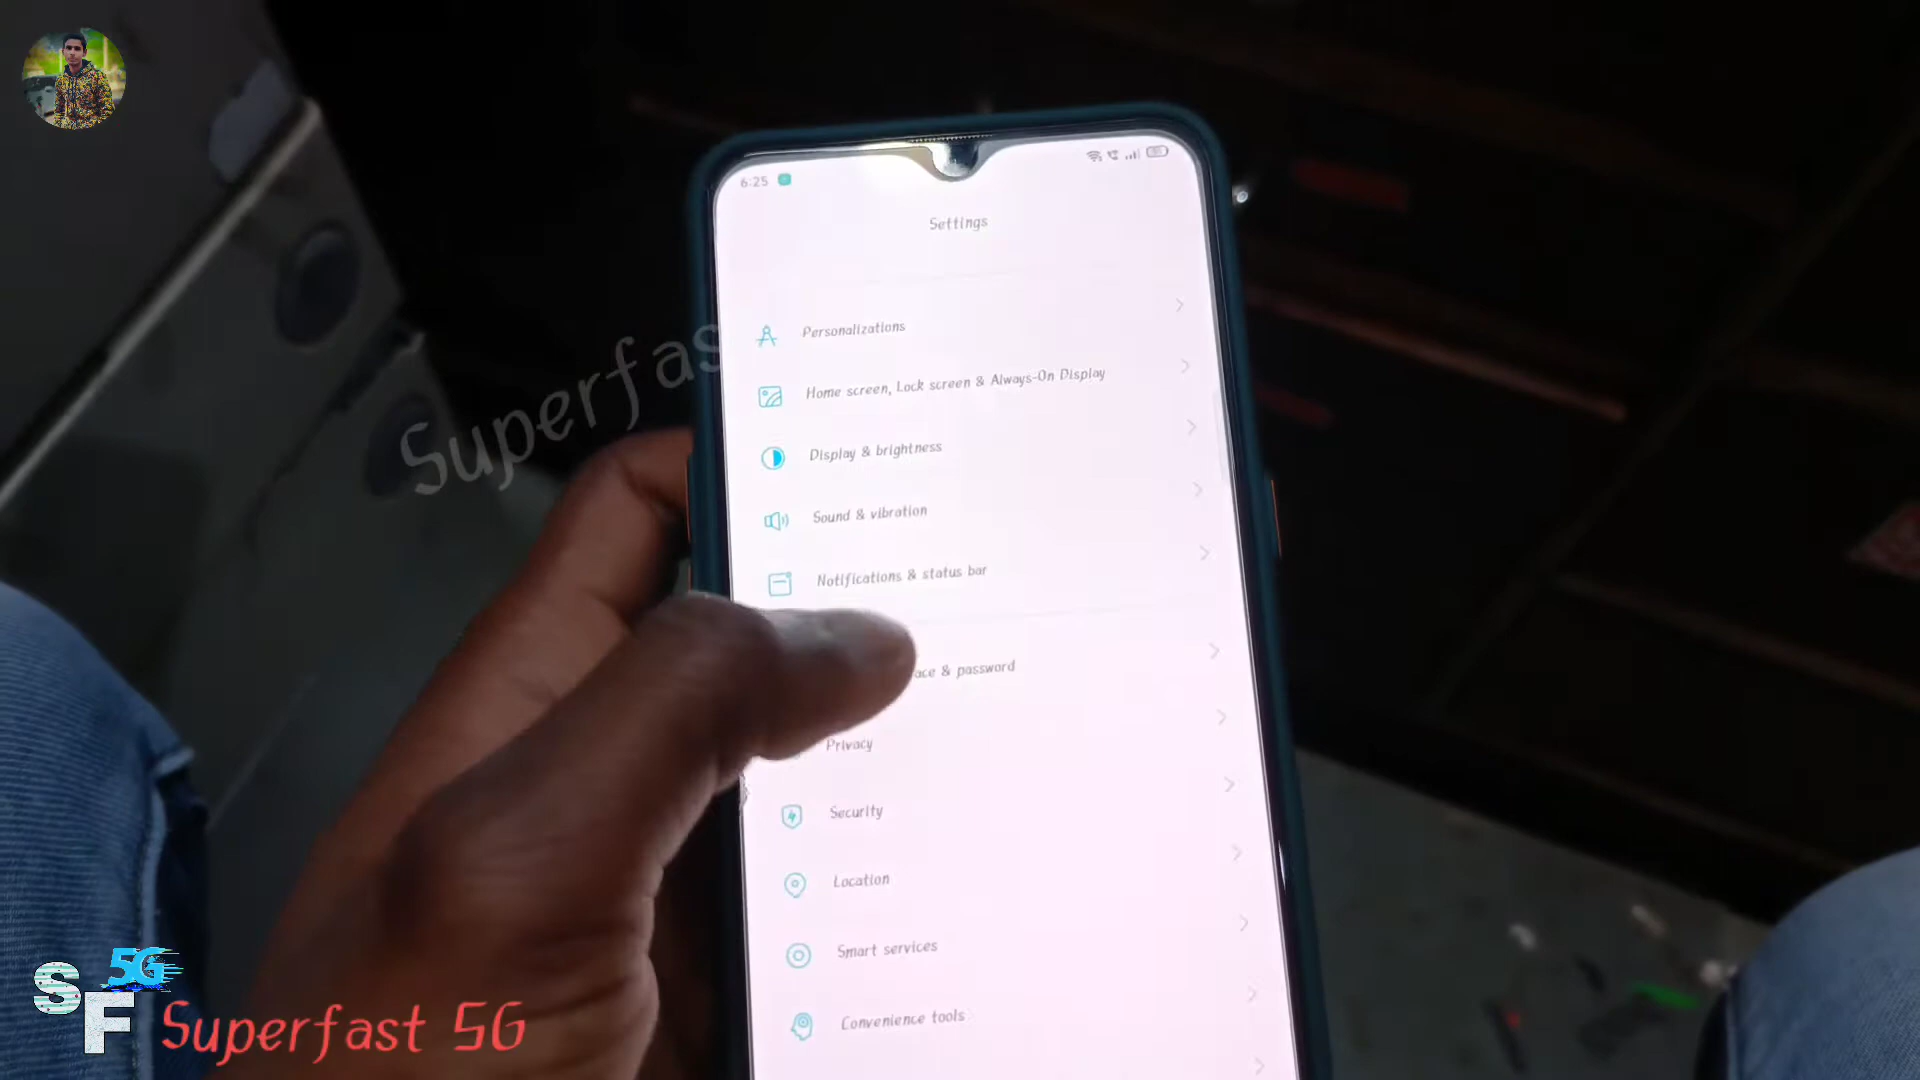 6:25
Settings
Personalizations
Home screen, Lock screen & Always-On Display
Display & brightness
Sound & vibration
Notifications & status bar
ace & password
Privacy
Security
Location
Smart services
Convenience tools
Superfas
5G
SF
Superfast 5G